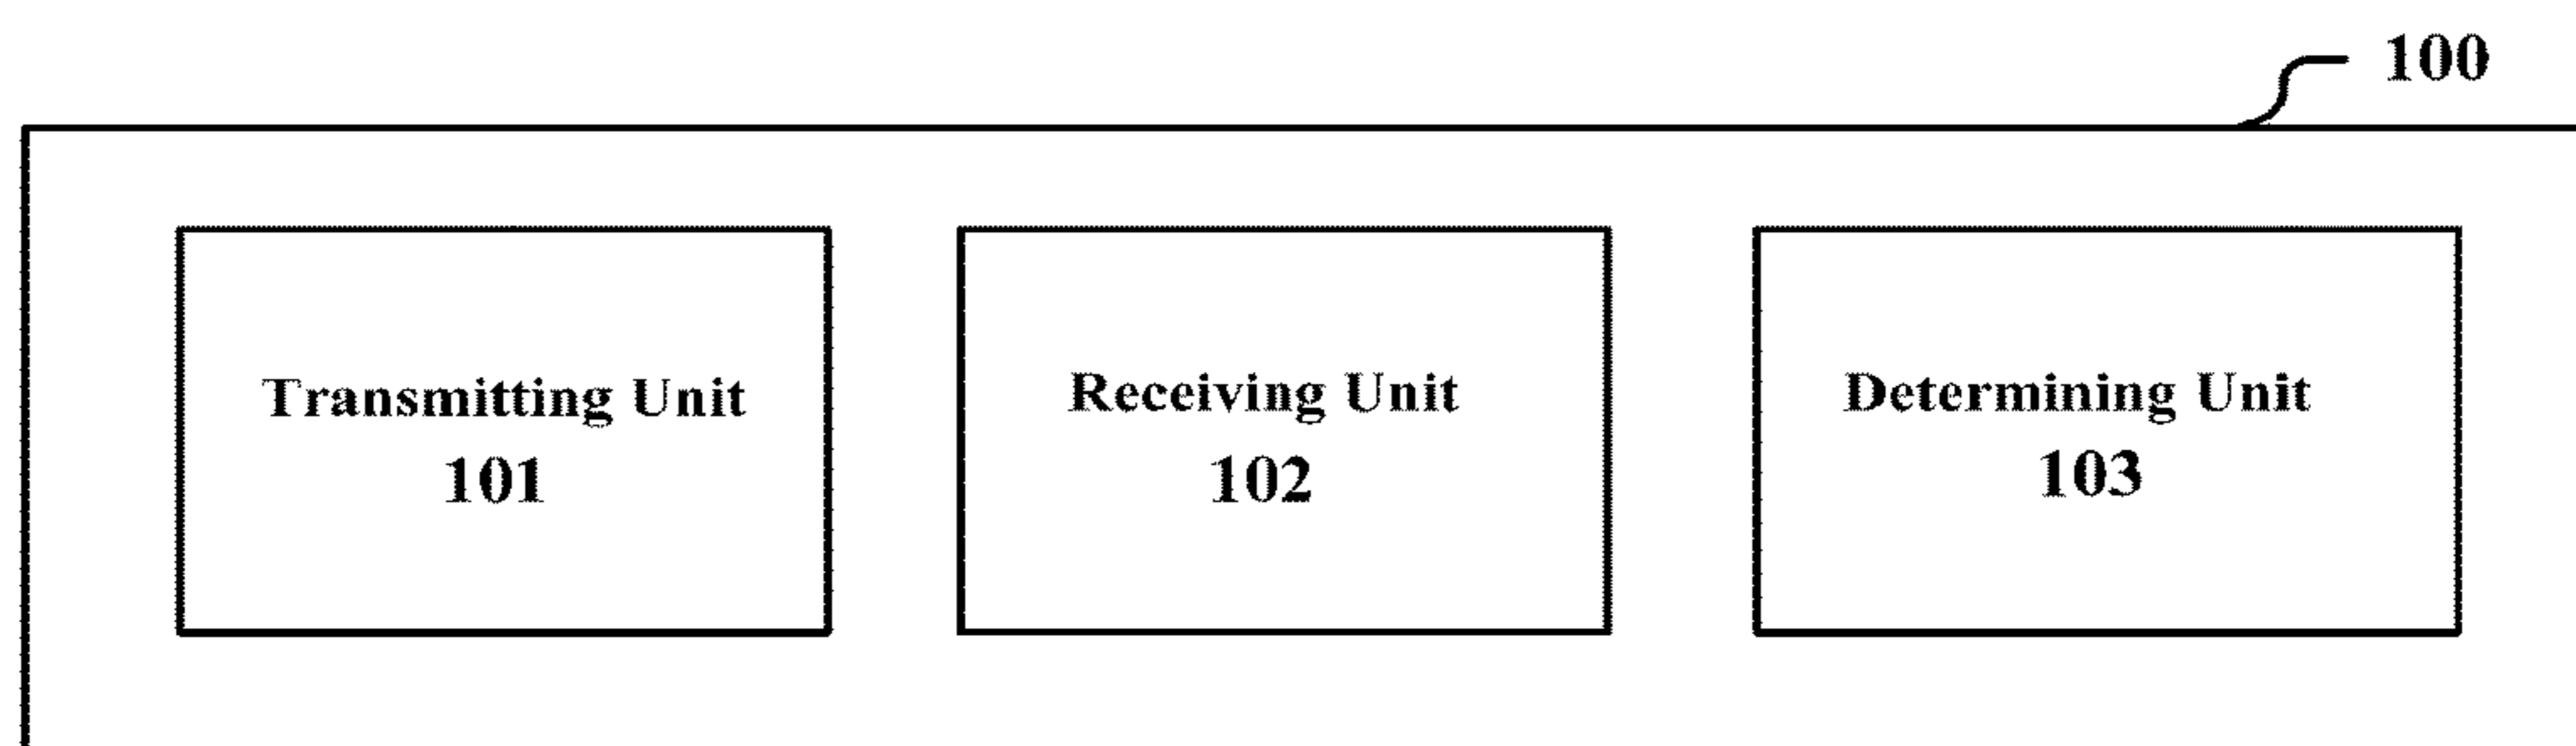 100
Transmitting Unit
101
Receiving Unit
102
Determining Unit
103